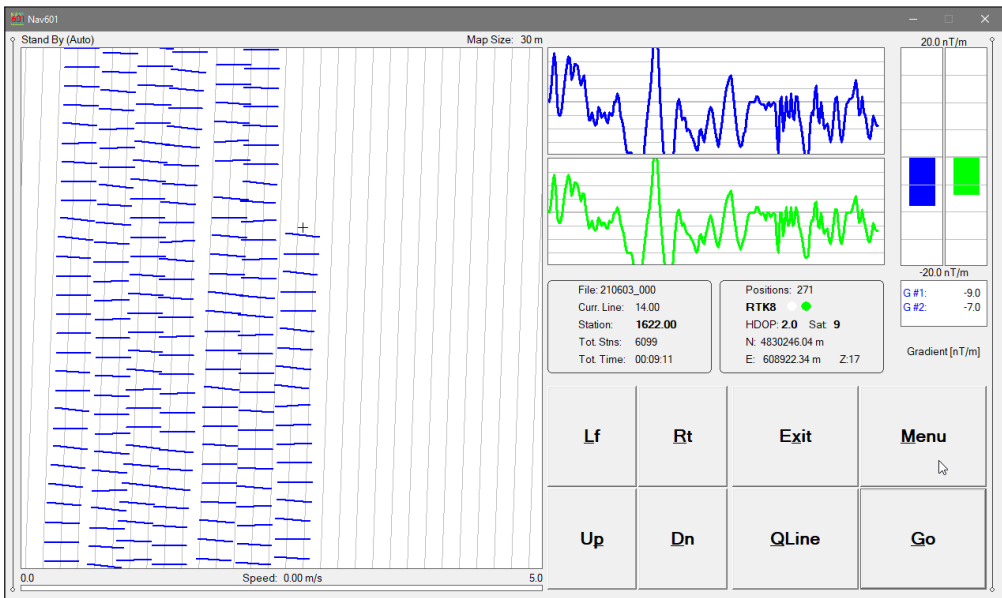 601 Nav601
Stand By (Auto)
Map Size: 30 m
20.0 nT/m
-20.0 nT/m
File: 210603_000
Curr. Line: 14.00
Station: 1622.00
Tot. Stns: 6099
Tot. Time: 00:09:11
Positions: 271
RTK8
HDOP: 2.0 Sat: 9
N: 4830246.04 m
E: 608922.34 m Z:17
G #1: -9.0
G #2: -7.0
Gradient [nT/m]
Lf
Rt
Exit
Menu
Up
Dn
QLine
Go
0.0
Speed: 0.00 m/s
5.0